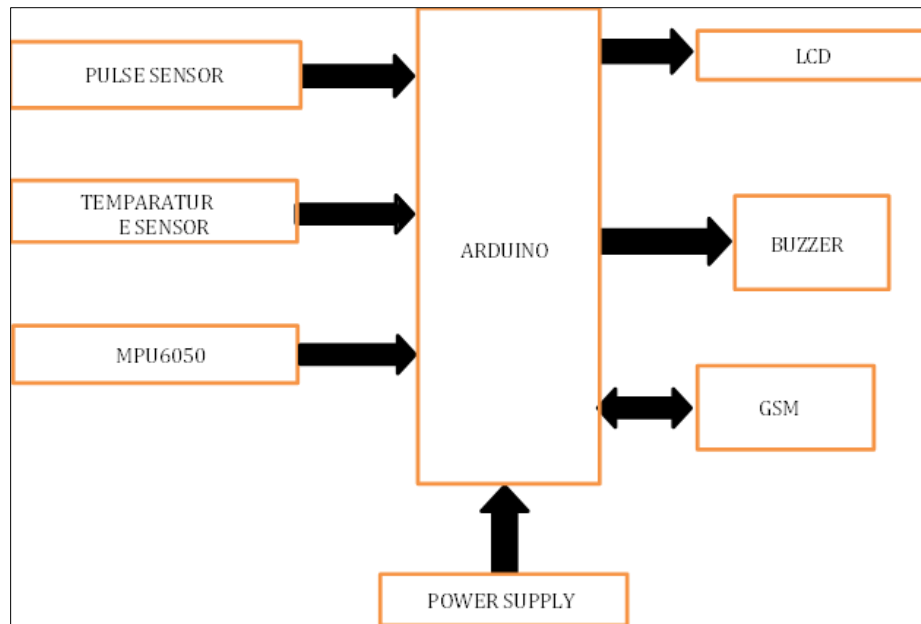 PULSE SENSOR
TEMPARATUR
E SENSOR
MPU6050
ARDUINO
LCD
BUZZER
GSM
POWER SUPPLY